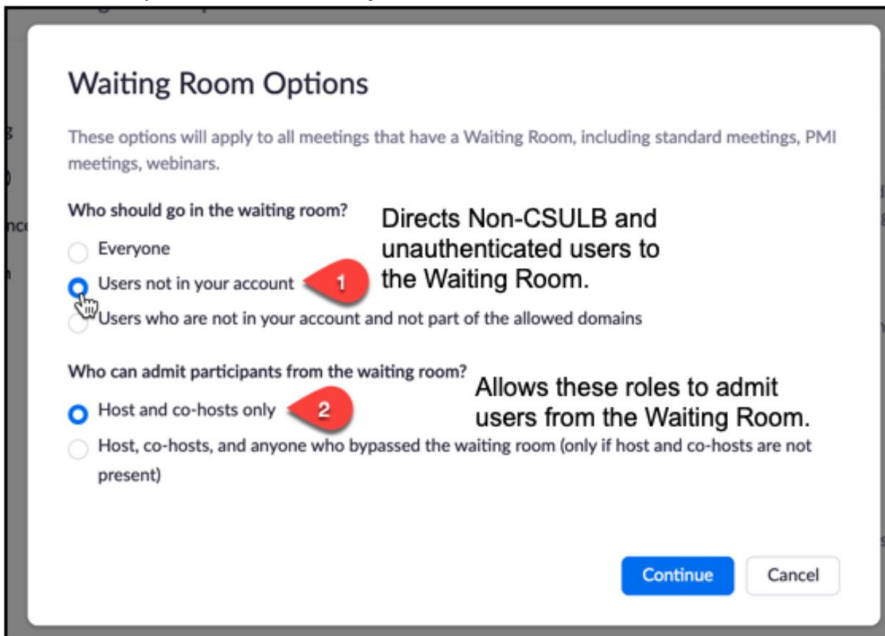 Waiting Room Options
These options will apply to all meetings that have a Waiting Room, including standard meetings, PMI
meetings, webinars.
Who should go in the waiting room?
Directs Non-CSULB and
unauthenticated users to
the Waiting Room.
Everyone
Users not in your account
1
Users who are not in your account and not part of the allowed domains
Who can admit participants from the waiting room?
Allows these roles to admit
users from the Waiting Room.
Host and co-hosts only
2
Host, co-hosts, and anyone who bypassed the waiting room (only if host and co-hosts are not
present)
Continue
Cancel